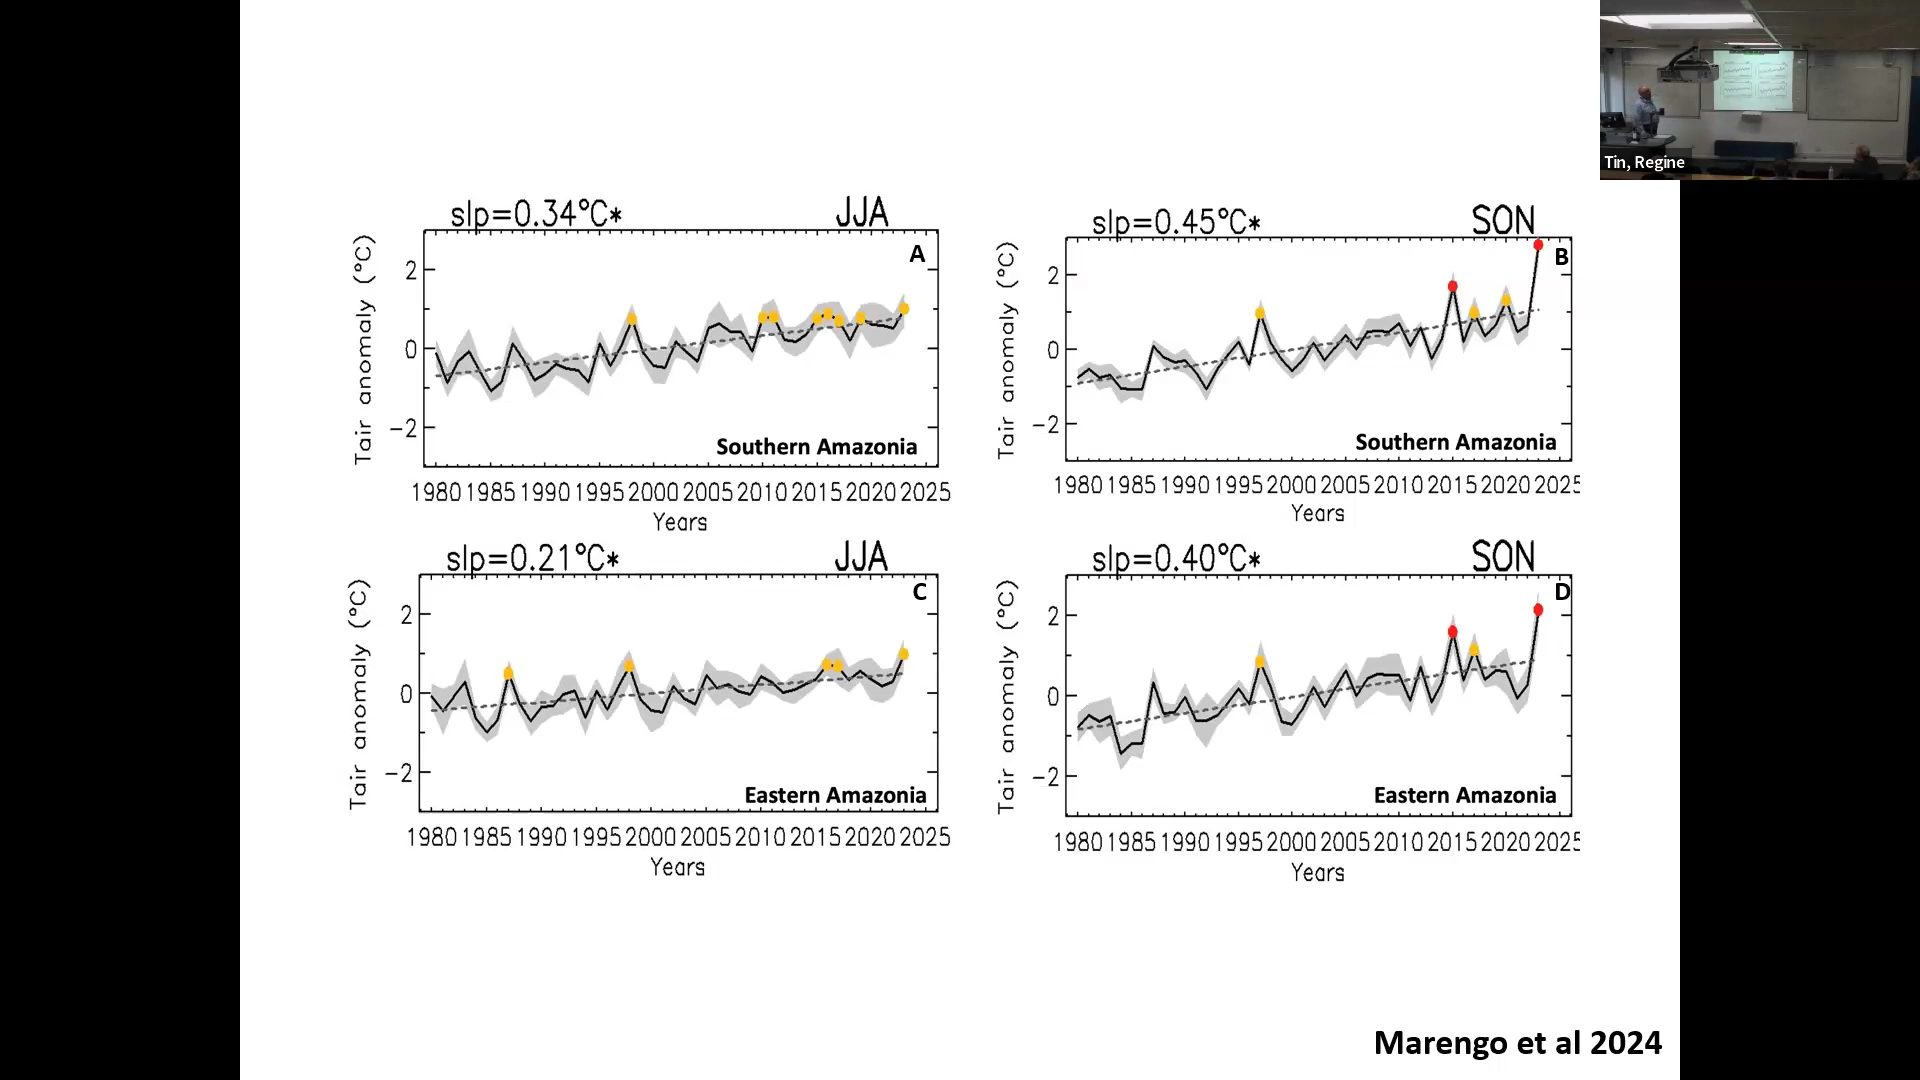 Tin, Regine
slp=0.34°C* JJA
A
Tair anomaly (°C)
2
0
-2
Southern Amazonia
1980 1985 1990 1995 2000 2005 2010 2015 2020 2025
Years
slp=0.45°C* SON
B
Tair anomaly (°C)
2
0
-2
Southern Amazonia
1980 1985 1990 1995 2000 2005 2010 2015 2020 2025
Years
slp=0.21°C* JJA
C
Tair anomaly (°C)
2
0
-2
Eastern Amazonia
1980 1985 1990 1995 2000 2005 2010 2015 2020 2025
Years
slp=0.40°C* SON
D
Tair anomaly (°C)
2
0
-2
Eastern Amazonia
1980 1985 1990 1995 2000 2005 2010 2015 2020 2025
Years
Marengo et al 2024